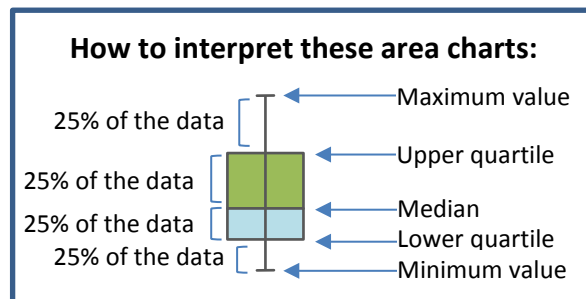 How to interpret these area charts:
Maximum value
25% of the data
Upper quartile
25% of the data
Median
25% of the data
Lower quartile
25% of the data
Minimum value